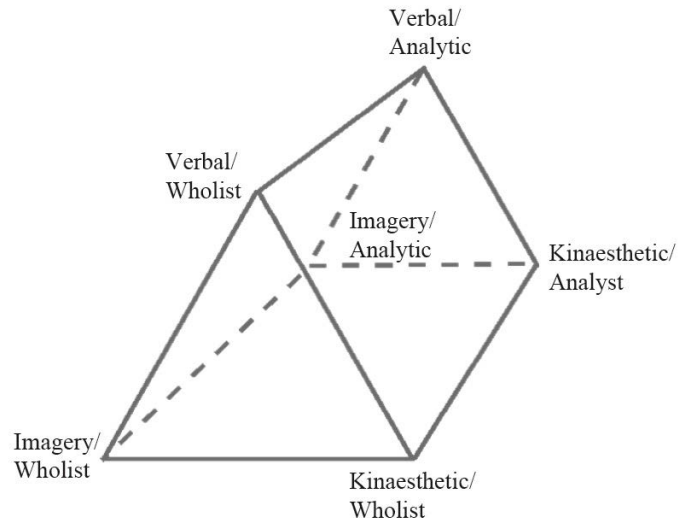 Verbal/
Analytic
Verbal/
Wholist
Imagery/
Analytic
Kinaesthetic/
Analyst
Imagery/
Wholist
Kinaesthetic/
Wholist